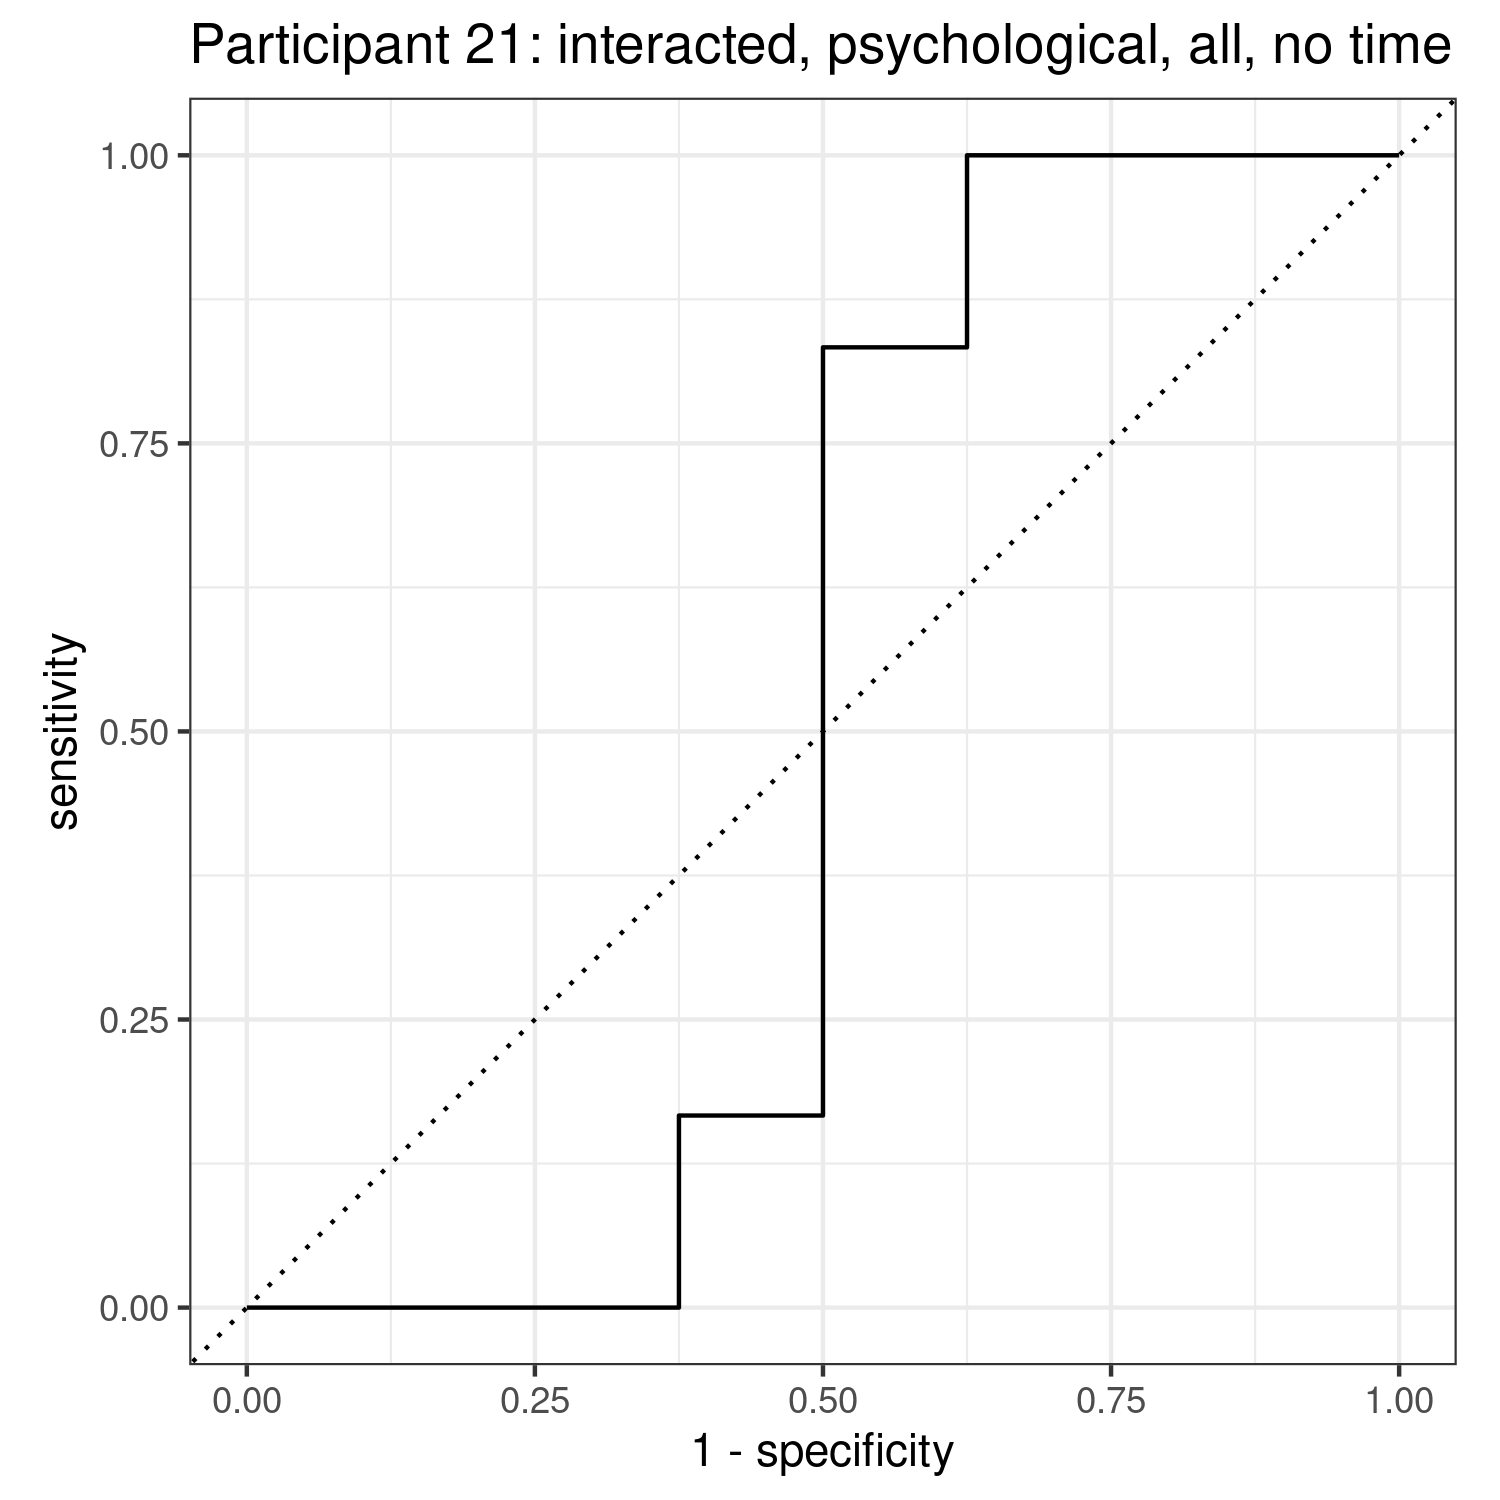 Participant 21: interacted, psychological, all, no time
1.00
0.75
0.50
0.25
0.00
sensitivity
0.00 0.25 0.50 0.75 1.00
1 - specificity